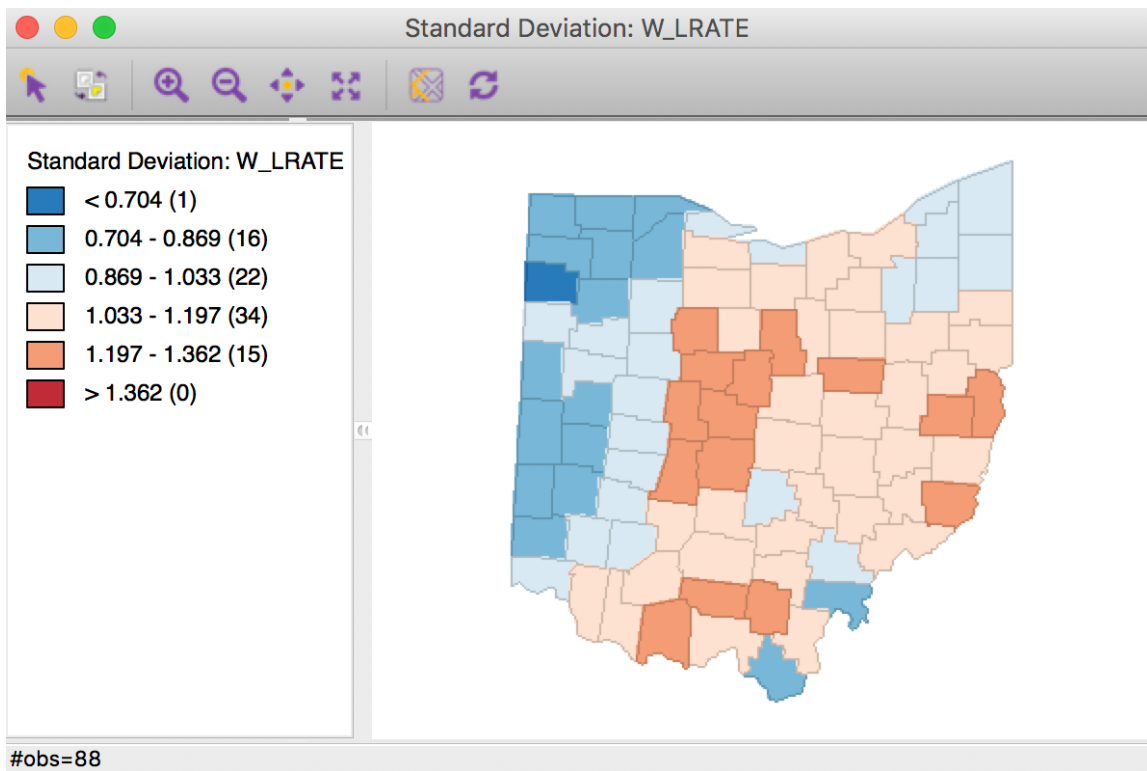 Standard Deviation: W_LRATE
Standard Deviation: W_LRATE
< 0.704 (1)
0.704 - 0.869 (16)
0.869 - 1.033 (22)
1.033 - 1.197 (34)
1.197 - 1.362 (15)
> 1.362 (0)
#obs=88